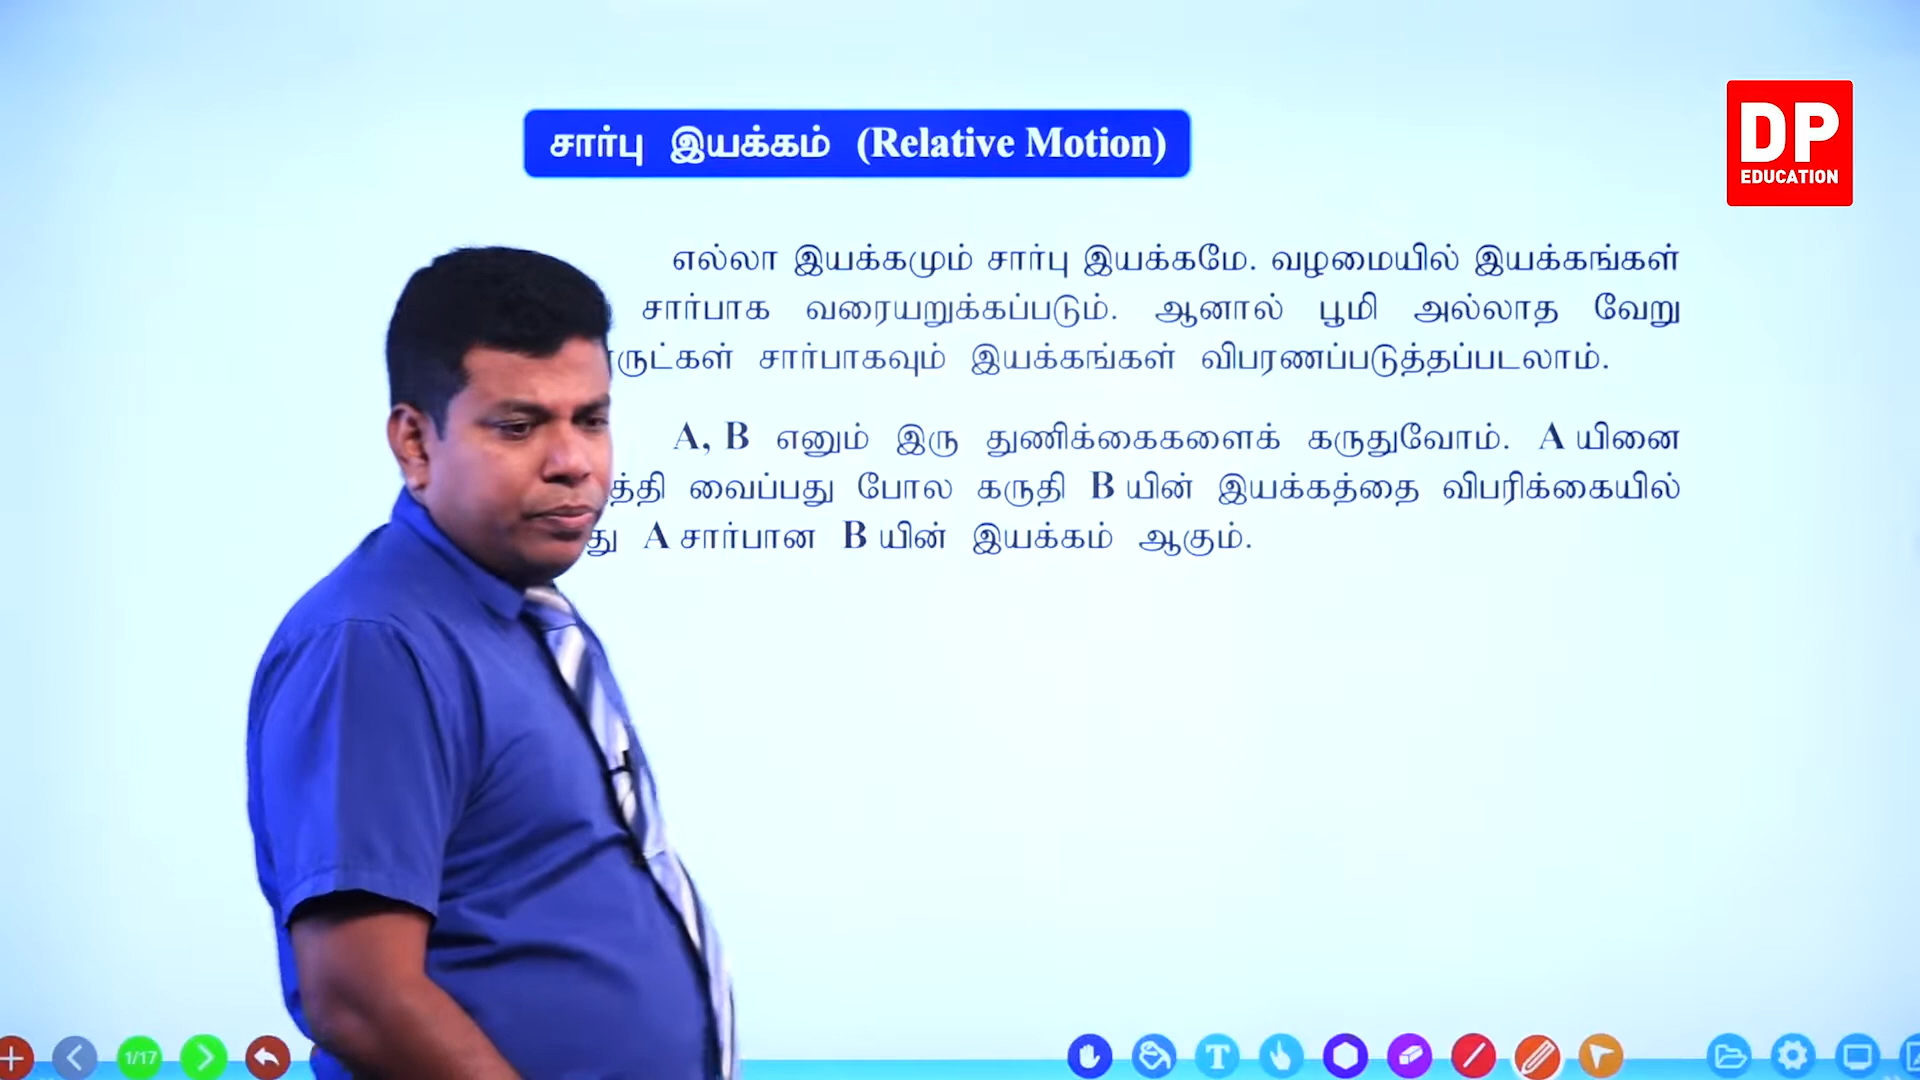 சார்பு இயக்கம் (Relative Motion)
DP
EDUCATION
எல்லா இயக்கமும் சார்பு இயக்கமே. வழமையில் இயக்கங்கள்
சார்பாக வரையறுக்கப்படும். ஆனால் பூமி அல்லாத வேறு
சார்பாகவும் இயக்கங்கள் விபரணப்படுத்தப்படலாம்.
A, B எனும் இரு துணிக்கைகளைக் கருதுவோம். A யினை
வைப்பது போல கருதி B யின் இயக்கத்தை விபரிக்கையில்
A சார்பான B யின் இயக்கம் ஆகும்.
1/17
T